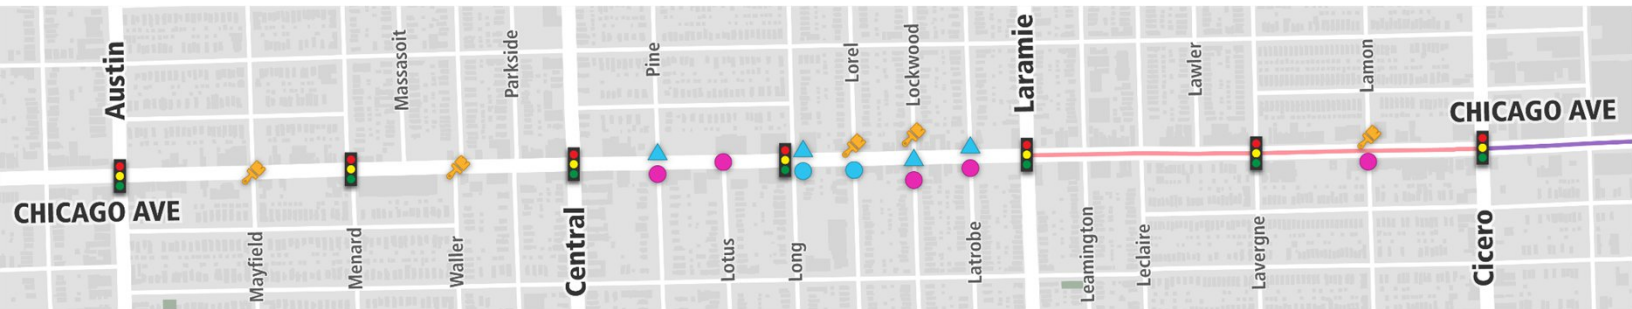 Austin
Massasoit
Parkside
Pine
Lorel
Lockwood
Laramie
Lawler
Lamon
CHICAGO AVE
CHICAGO AVE
Mayfield
Menard
Waller
Central
Lotus
Long
Latrobe
Leamington
Leclaire
Lavergne
Cicero